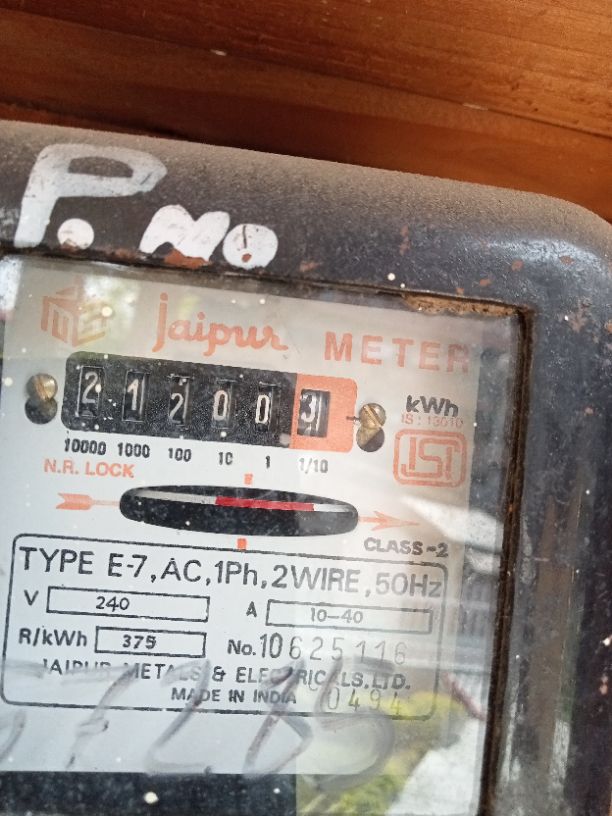 P. No.
jaipur METER
2 1 2 0 0 3
kWh
IS : 13010
10000 1000 100 10 1 1/10
N.R. LOCK
ISI
CLASS-2
TYPE E-7, AC, 1Ph, 2WIRE, 50Hz
V 240 A 10-40
R/kWh 375 No. 10625116
JAIPUR METALS & ELECTRICALS. LTD.
MADE IN INDIA 0494